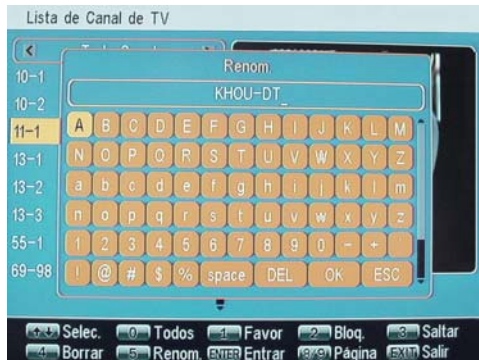 Lista de Canal de TV
Renom.
KHOU-DT_
10-1
10-2
11-1
13-1
13-2
13-3
55-1
69-98
A B C D E F G H I J K L M
N O P Q R S T U V W X Y Z
a b c d e f g h i j k l m
n o p q r s t u v w x y z
1 2 3 4 5 6 7 8 9 0 - +
! @ # $ % space DEL OK ESC
Selec. 0 Todos 1 Favor 2 Bloq. 3 Saltar
4 Borrar 5 Renom. ENTER Entrar 8/9 Página EXIT Salir